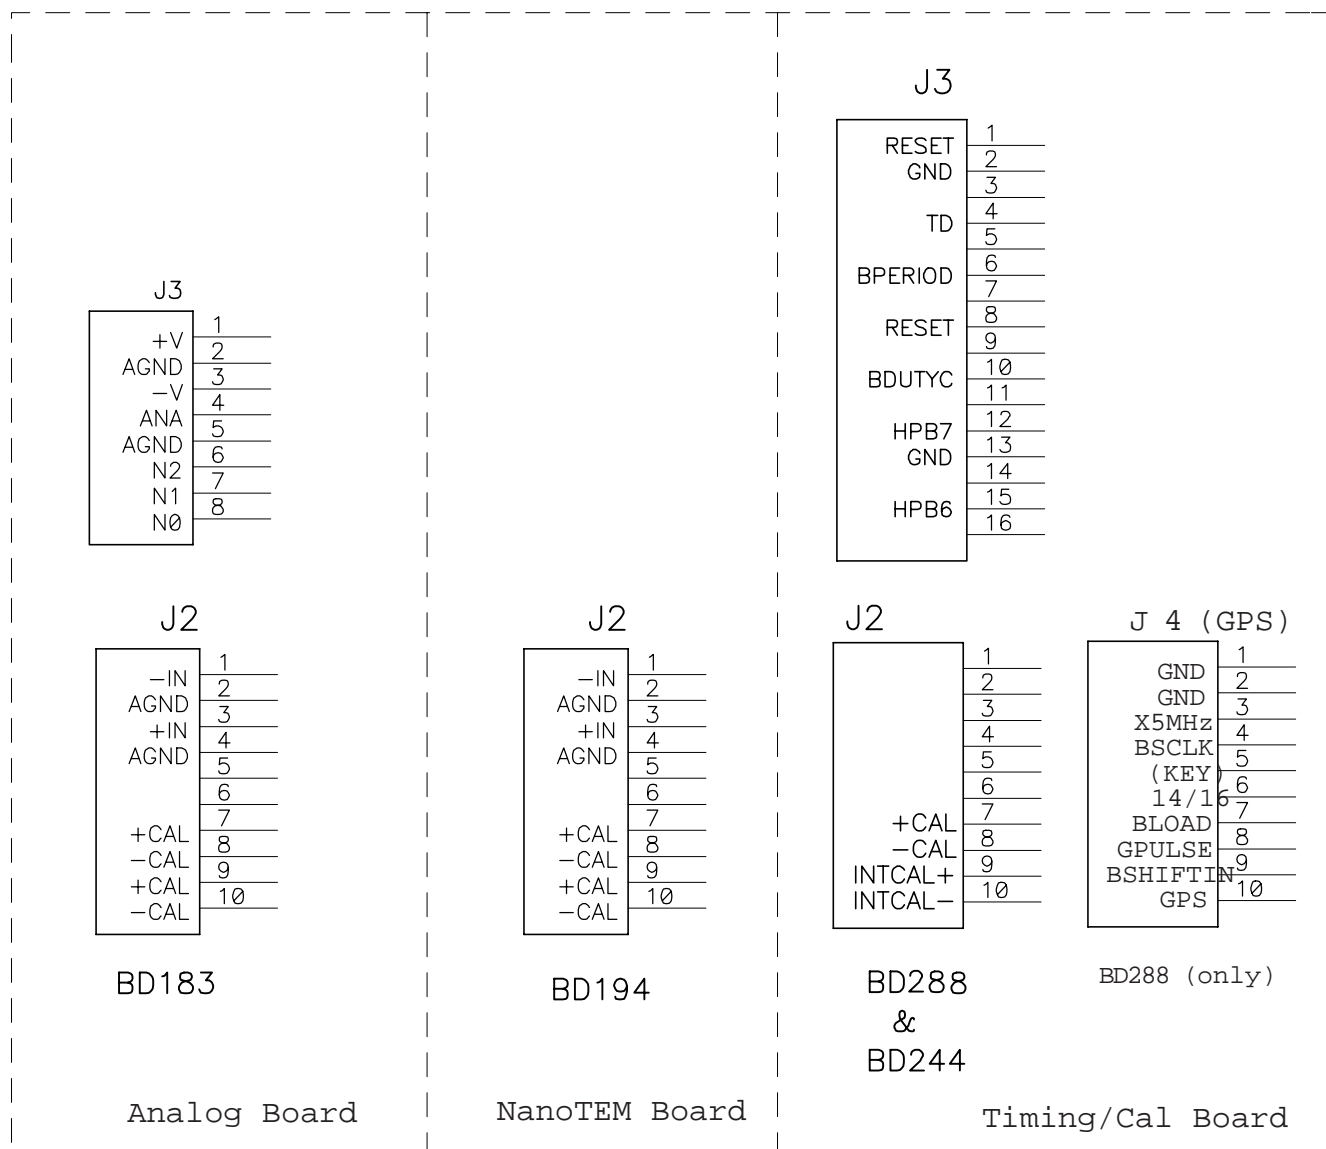 J3
+V
AGND
-V
ANA
AGND
N2
N1
N0
1
2
3
4
5
6
7
8
J2
-IN
AGND
+IN
AGND
+CAL
-CAL
+CAL
-CAL
1
2
3
4
5
6
7
8
9
10
BD183
Analog Board
J2
-IN
AGND
+IN
AGND
+CAL
-CAL
+CAL
-CAL
1
2
3
4
5
6
7
8
9
10
BD194
NanoTEM Board
J3
RESET
GND
TD
BPERIOD
RESET
BDUTYC
HPB7
GND
HPB6
1
2
3
4
5
6
7
8
9
10
11
12
13
14
15
16
J2
+CAL
-CAL
INTCAL+
INTCAL-
1
2
3
4
5
6
7
8
9
10
BD288
&
BD244
J 4 (GPS)
GND
GND
X5MHz
BSCLK
(KEY)
14/16
BLOAD
GPULSE
BSHIFTIN
GPS
1
2
3
4
5
6
7
8
9
10
BD288 (only)
Timing/Cal Board